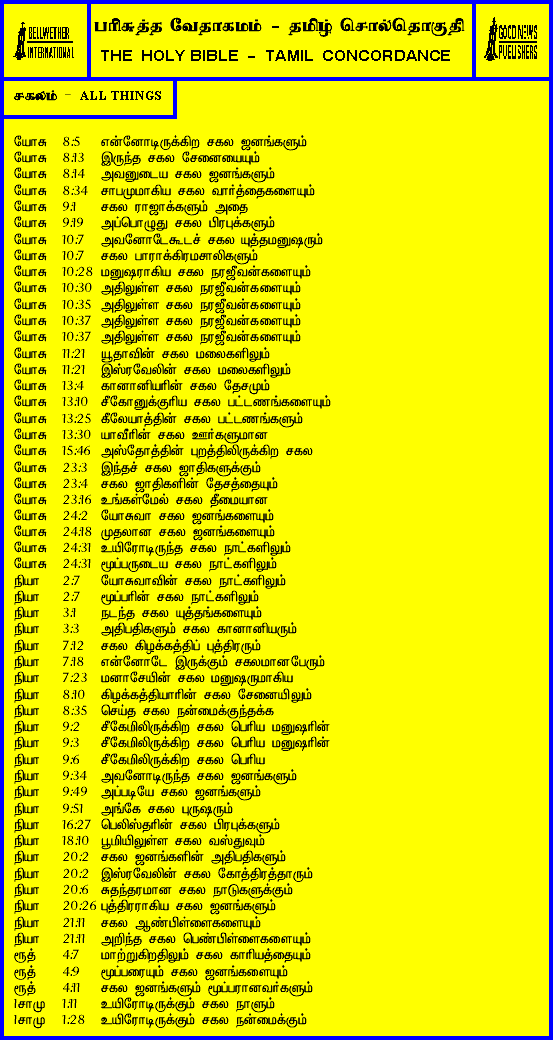 BELLWETHER
INTERNATIONAL
பரிசுத்த வேதாகமம் - தமிழ் சொல்தொகுதி
THE HOLY BIBLE - TAMIL CONCORDANCE
GOOD NEWS
PUBLISHERS
சகலம் - ALL THINGS
யோசு 8:5 என்னோடிருக்கிற சகல ஜனங்களும்
யோசு 8:13 இருந்த சகல சேனையையும்
யோசு 8:14 அவனுடைய சகல ஜனங்களும்
யோசு 8:34 சாபமுமாகிய சகல வார்த்தைகளையும்
யோசு 9:1 சகல ராஜாக்களும் அதை
யோசு 9:19 அப்பொழுது சகல பிரபுக்களும்
யோசு 10:7 அவனோடேகூடச் சகல யுத்தமனுஷரும்
யோசு 10:7 சகல பாராக்கிரமசாலிகளும்
யோசு 10:28 மனுஷராகிய சகல நரஜீவன்களையும்
யோசு 10:30 அதிலுள்ள சகல நரஜீவன்களையும்
யோசு 10:35 அதிலுள்ள சகல நரஜீவன்களையும்
யோசு 10:37 அதிலுள்ள சகல நரஜீவன்களையும்
யோசு 10:37 அதிலுள்ள சகல நரஜீவன்களையும்
யோசு 11:21 யூதாவின் சகல மலைகளிலும்
யோசு 11:21 இஸ்ரவேலின் சகல மலைகளிலும்
யோசு 13:4 கானானியரின் சகல தேசமும்
யோசு 13:10 சீகோனுக்குரிய சகல பட்டணங்களையும்
யோசு 13:25 கீலேயாத்தின் சகல பட்டணங்களும்
யோசு 13:30 யாவீரின் சகல ஊர்களுமான
யோசு 15:46 அஸ்தோத்தின் புறத்திலிருக்கிற சகல
யோசு 23:3 இந்தச் சகல ஜாதிகளுக்கும்
யோசு 23:4 சகல ஜாதிகளின் தேசத்தையும்
யோசு 23:16 உங்கள்மேல் சகல தீமையான
யோசு 24:2 யோசுவா சகல ஜனங்களையும்
யோசு 24:18 முதலான சகல ஜனங்களையும்
யோசு 24:31 உயிரோடிருந்த சகல நாட்களிலும்
யோசு 24:31 மூப்பருடைய சகல நாட்களிலும்
நியா 2:7 யோசுவாவின் சகல நாட்களிலும்
நியா 2:7 மூப்பரின் சகல நாட்களிலும்
நியா 3:1 நடந்த சகல யுத்தங்களையும்
நியா 3:3 அதிபதிகளும் சகல கானானியரும்
நியா 7:12 சகல கிழக்கத்திப் புத்திரரும்
நியா 7:18 என்னோடே இருக்கும் சகலமானபேரும்
நியா 7:23 மனாசேயின் சகல மனுஷருமாகிய
நியா 8:10 கிழக்கத்தியாரின் சகல சேனையிலும்
நியா 8:35 செய்த சகல நன்மைக்குந்தக்க
நியா 9:2 சீகேமிலிருக்கிற சகல பெரிய மனுஷரின்
நியா 9:3 சீகேமிலிருக்கிற சகல பெரிய மனுஷரின்
நியா 9:6 சீகேமிலிருக்கிற சகல பெரிய
நியா 9:34 அவனோடிருந்த சகல ஜனங்களும்
நியா 9:49 அப்படியே சகல ஜனங்களும்
நியா 9:51 அங்கே சகல புருஷரும்
நியா 16:27 பெலிஸ்தரின் சகல பிரபுக்களும்
நியா 18:10 பூமியிலுள்ள சகல வஸ்துவும்
நியா 20:2 சகல ஜனங்களின் அதிபதிகளும்
நியா 20:2 இஸ்ரவேலின் சகல கோத்திரத்தாரும்
நியா 20:6 சுதந்தரமான சகல நாடுகளுக்கும்
நியா 20:26 புத்திரராகிய சகல ஜனங்களும்
நியா 21:11 சகல ஆண்பிள்ளைகளையும்
நியா 21:11 அறிந்த சகல பெண்பிள்ளைகளையும்
ரூத் 4:7 மாற்றுகிறதிலும் சகல காரியத்தையும்
ரூத் 4:9 மூப்பரையும் சகல ஜனங்களையும்
ரூத் 4:11 சகல ஜனங்களும் மூப்பரானவர்களும்
1சாமு 1:11 உயிரோடிருக்கும் சகல நாளும்
1சாமு 1:28 உயிரோடிருக்கும் சகல நன்மைக்கும்